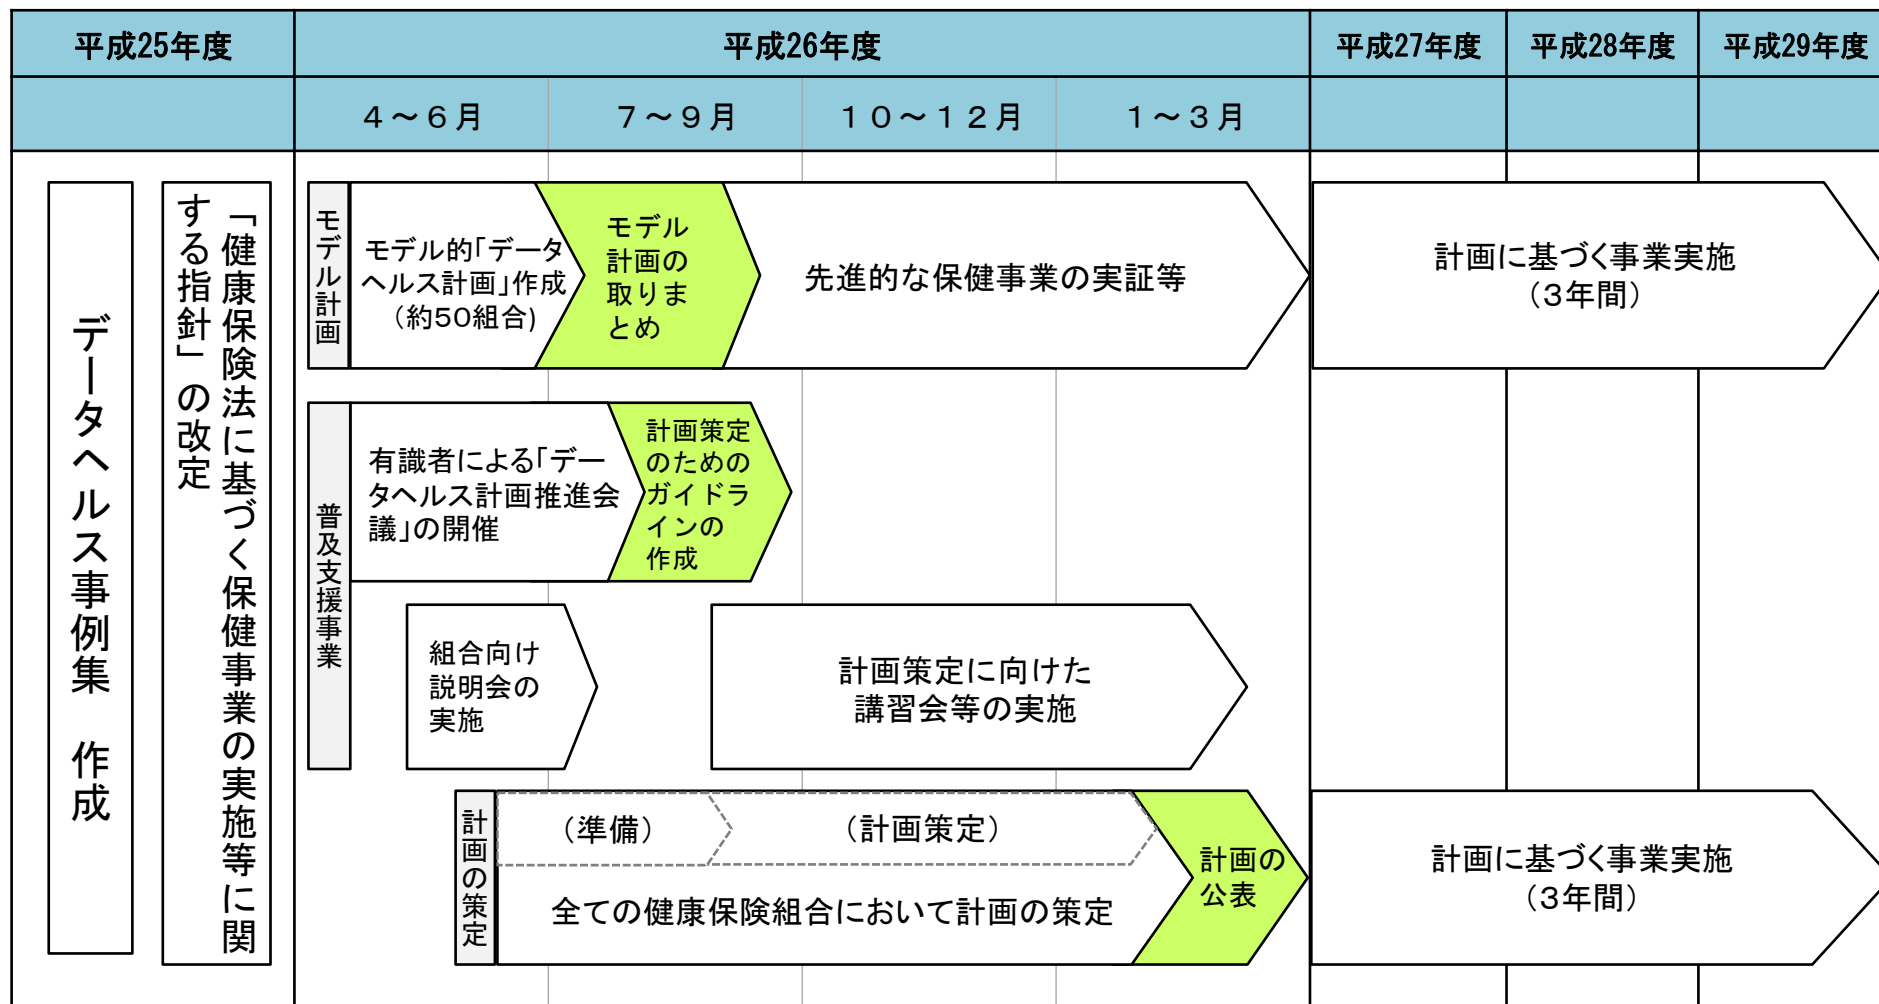 平成25年度
平成26年度
平成27年度
平成28年度
平成29年度
４～６月
７～９月
１０～１２月
１～３月
データヘルス事例集　作成
「健康保険法に基づく保健事業の実施等に関
する指針」の改定
モデル計画
モデル的「データ
ヘルス計画」作成
（約50組合)
モデル
計画の
取りま
とめ
先進的な保健事業の実証等
計画に基づく事業実施
（３年間）
普及支援事業
有識者による「デー
タヘルス計画推進会
議」の開催
計画策定
のための
ガイドラ
インの
作成
組合向け
説明会の
実施
計画策定に向けた
講習会等の実施
計画の策定
（準備）
（計画策定）
全ての健康保険組合において計画の策定
計画の
公表
計画に基づく事業実施
（３年間）